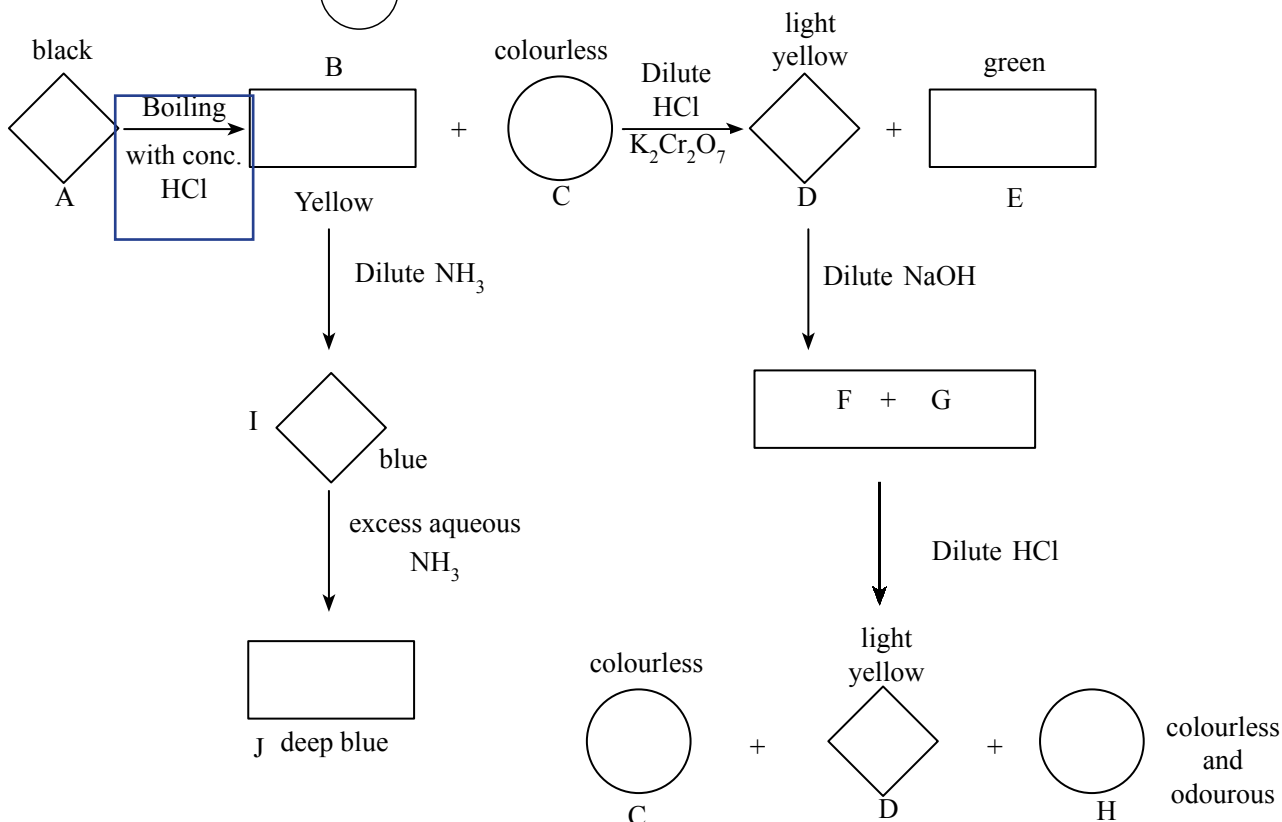 black
A
Boiling
with conc.
HCl
B
Yellow
+
colourless
C
Dilute
HCl
K₂Cr₂O₇
light
yellow
D
+
green
E
Dilute NH₃
I
blue
excess aqueous
NH₃
J deep blue
Dilute NaOH
F + G
Dilute HCl
colourless
C
+
light
yellow
D
+
H
colourless
and
odourous